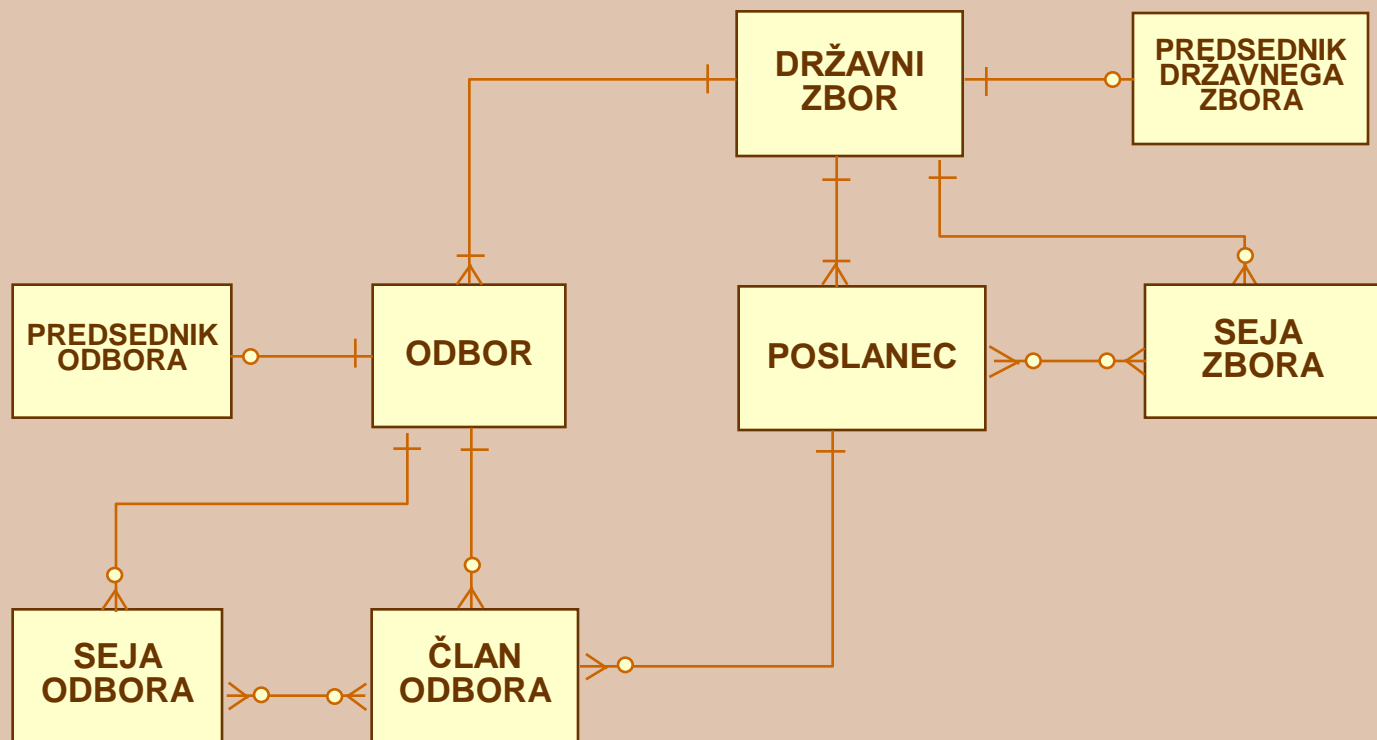 DRŽAVNI
ZBOR
PREDSEDNIK
DRŽAVNEGA
ZBORA
PREDSEDNIK
ODBORA
ODBOR
POSLANEC
SEJA
ZBORA
SEJA
ODBORA
ČLAN
ODBORA